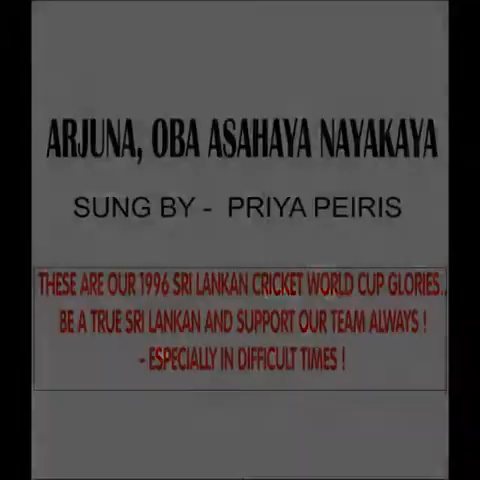 ARJUNA, OBA ASAHAYA NAYAKAYA
SUNG BY - PRIYA PEIRIS
THESE ARE OUR 1996 SRI LANKAN CRICKET WORLD CUP GLORIES..
BE A TRUE SRI LANKAN AND SUPPORT OUR TEAM ALWAYS !
- ESPECIALLY IN DIFFICULT TIMES !